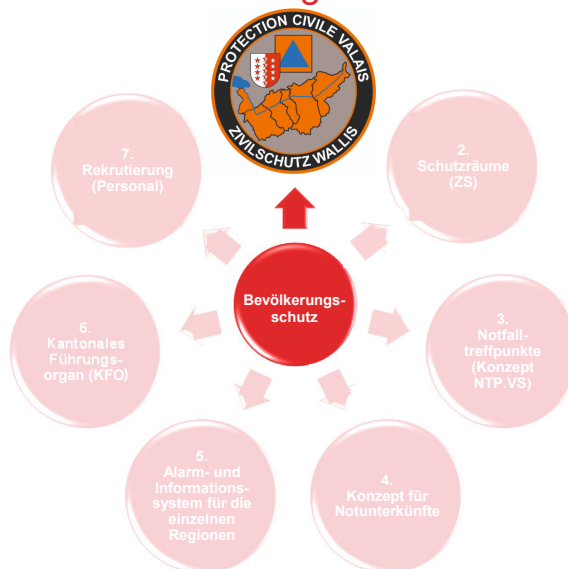 PROTECTION CIVILE VALAIS
ZIVILSCHUTZ WALLIS
7.
Rekrutierung
(Personal)
2.
Schutzräume
(ZS)
Bevölkerungs-
schutz
6.
Kantonales
Führungs-
organ (KFO)
3.
Notfall-
treffpunkte
(Konzept
NTP.VS)
5.
Alarm- und
Informations-
system für die
einzelnen
Regionen
4.
Konzept für
Notunterkünfte